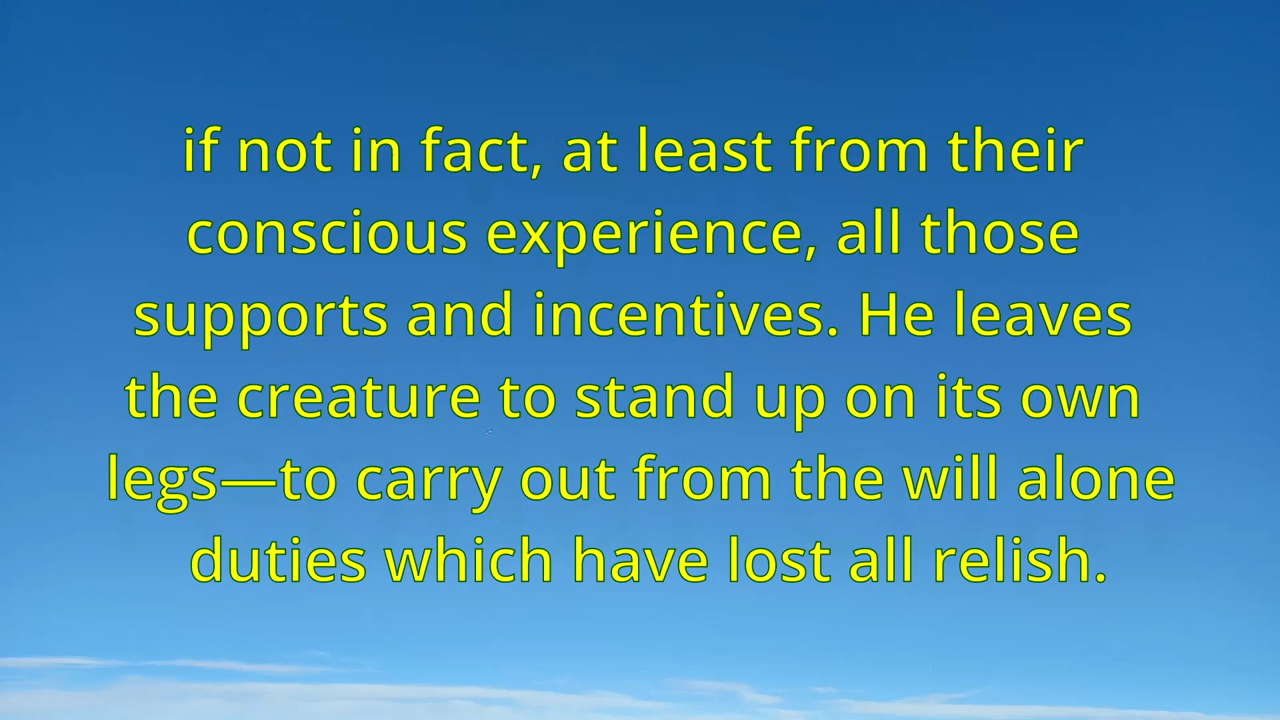 if not in fact, at least from their
conscious experience, all those
supports and incentives. He leaves
the creature to stand up on its own
legs—to carry out from the will alone
duties which have lost all relish.